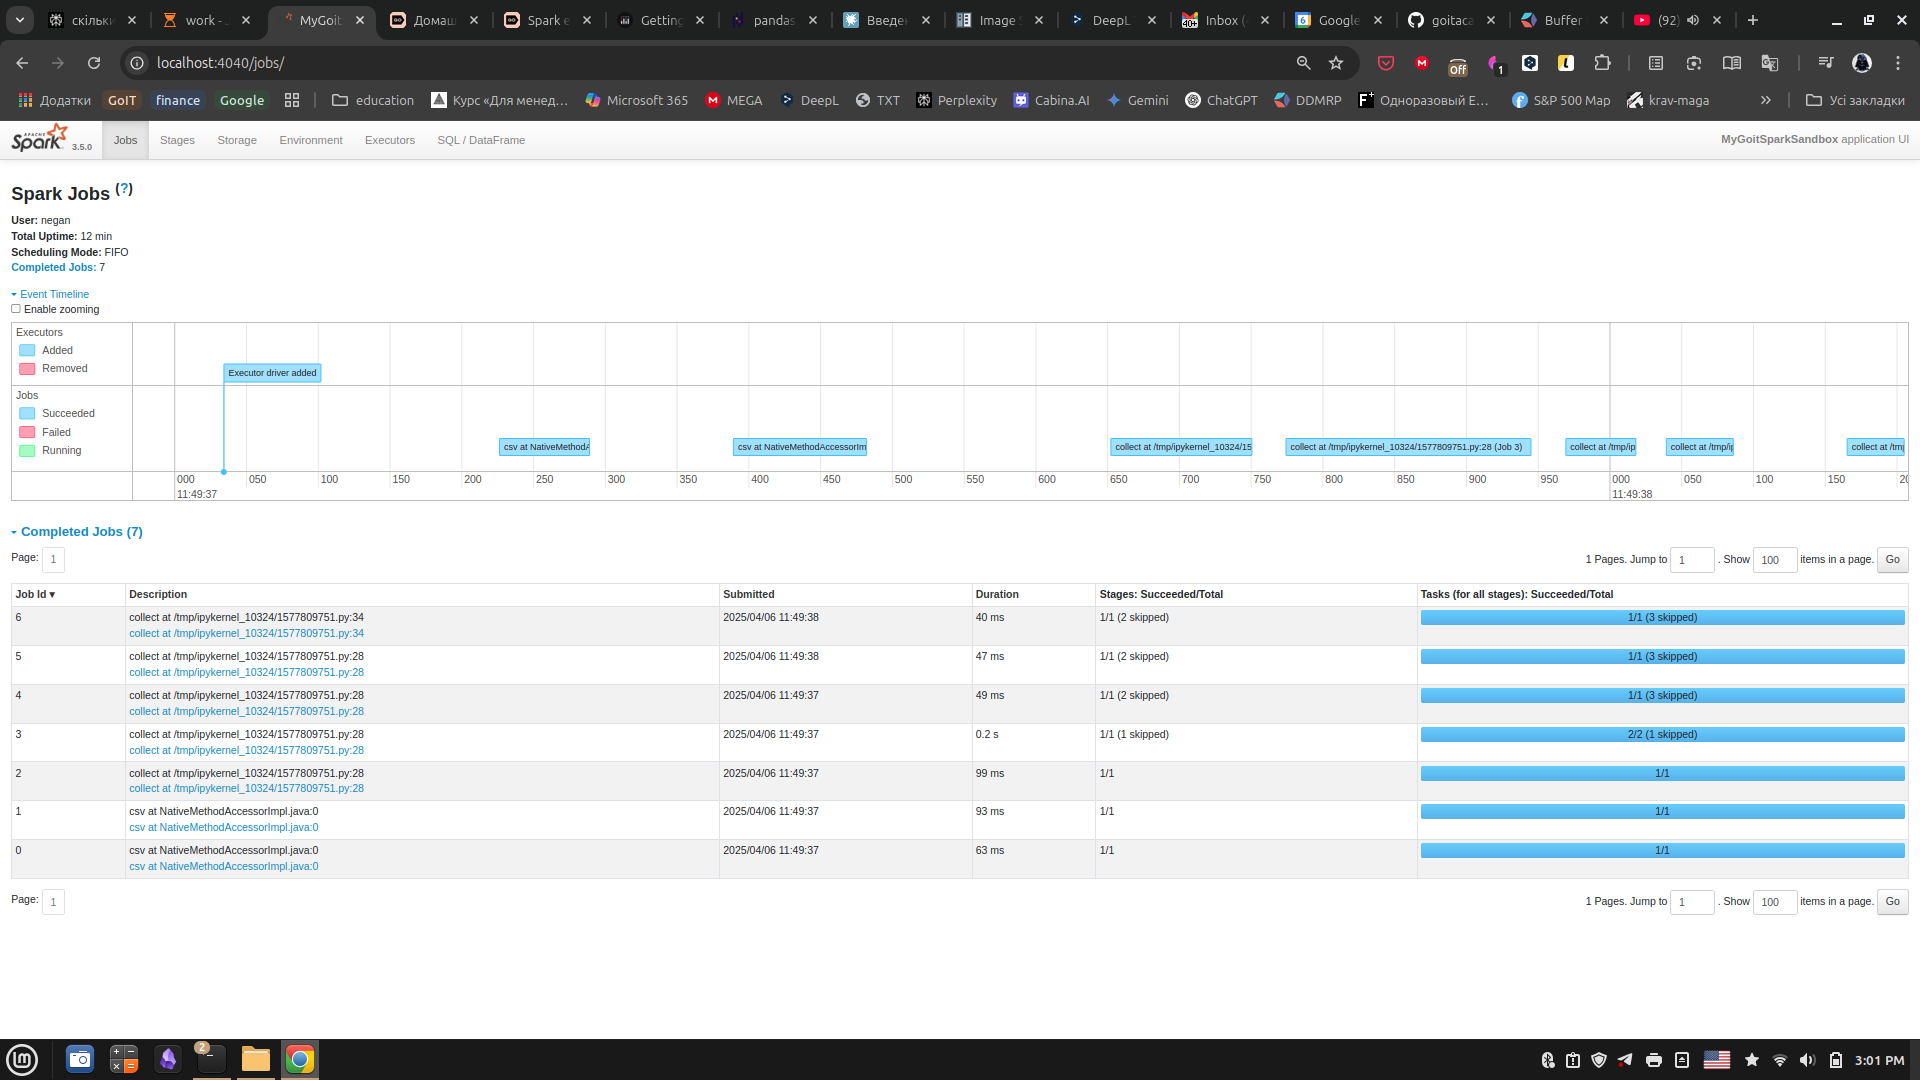 скільки
work -
MyGoit
Домаш
Spark e
Getting
pandas
Введен
Image
DeepL
Inbox (
Google
goitaca
Buffer
(92)
localhost:4040/jobs/
Off
1
Додатки
GoIT
finance
Google
education
Курс «Для менед…
Microsoft 365
MEGA
DeepL
TXT
Perplexity
Cabina.AI
Gemini
ChatGPT
DDMRP
Одноразовый Е…
S&P 500 Map
krav-maga
Усі закладки
APACHE Spark 3.5.0
Jobs
Stages
Storage
Environment
Executors
SQL / DataFrame
MyGoitSparkSandbox application UI
Spark Jobs (?)
User: negan
Total Uptime: 12 min
Scheduling Mode: FIFO
Completed Jobs: 7
Event Timeline
Enable zooming
Executors
Added
Removed
Executor driver added
Jobs
Succeeded
Failed
Running
csv at NativeMethodA
csv at NativeMethodAccessorIm
collect at /tmp/ipykernel_10324/15
collect at /tmp/ipykernel_10324/1577809751.py:28 (Job 3)
collect at /tmp/ip
collect at /tmp/ip
collect at /tmp
000 050 100 150 200 250 300 350 400 450 500 550 600 650 700 750 800 850 900 950 000 050 100 150 20
11:49:37 11:49:38
Completed Jobs (7)
Page: 1
1 Pages. Jump to 1 . Show 100 items in a page. Go
Job Id ▾ Description Submitted Duration Stages: Succeeded/Total Tasks (for all stages): Succeeded/Total
6 collect at /tmp/ipykernel_10324/1577809751.py:34 2025/04/06 11:49:38 40 ms 1/1 (2 skipped) 1/1 (3 skipped)
collect at /tmp/ipykernel_10324/1577809751.py:34
5 collect at /tmp/ipykernel_10324/1577809751.py:28 2025/04/06 11:49:38 47 ms 1/1 (2 skipped) 1/1 (3 skipped)
collect at /tmp/ipykernel_10324/1577809751.py:28
4 collect at /tmp/ipykernel_10324/1577809751.py:28 2025/04/06 11:49:37 49 ms 1/1 (2 skipped) 1/1 (3 skipped)
collect at /tmp/ipykernel_10324/1577809751.py:28
3 collect at /tmp/ipykernel_10324/1577809751.py:28 2025/04/06 11:49:37 0.2 s 1/1 (1 skipped) 2/2 (1 skipped)
collect at /tmp/ipykernel_10324/1577809751.py:28
2 collect at /tmp/ipykernel_10324/1577809751.py:28 2025/04/06 11:49:37 99 ms 1/1 1/1
collect at /tmp/ipykernel_10324/1577809751.py:28
1 csv at NativeMethodAccessorImpl.java:0 2025/04/06 11:49:37 93 ms 1/1 1/1
csv at NativeMethodAccessorImpl.java:0
0 csv at NativeMethodAccessorImpl.java:0 2025/04/06 11:49:37 63 ms 1/1 1/1
csv at NativeMethodAccessorImpl.java:0
Page: 1
1 Pages. Jump to 1 . Show 100 items in a page. Go
2
3:01 PM